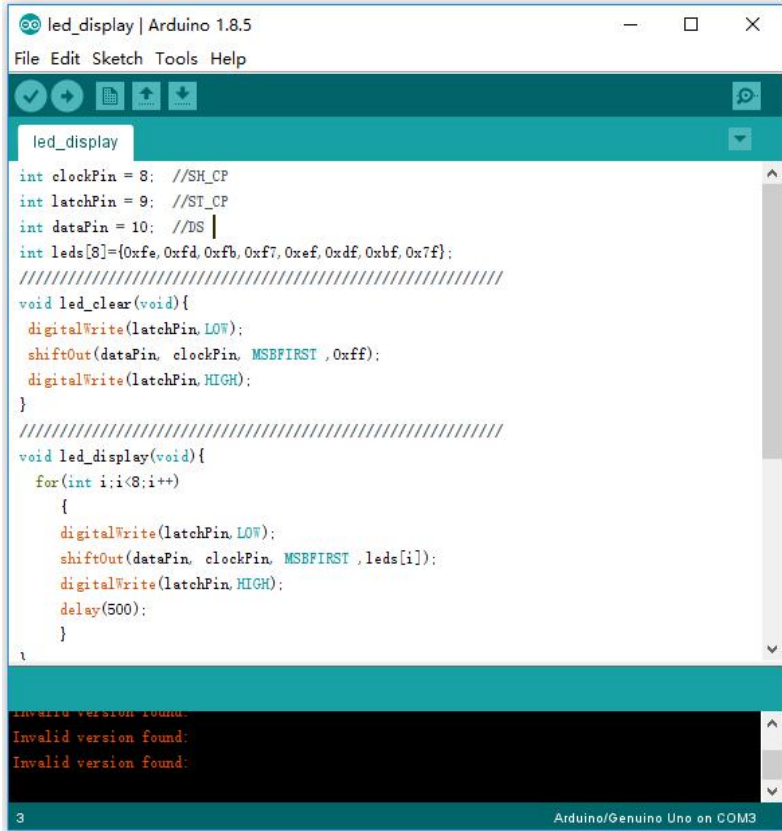 led_display | Arduino 1.8.5
File Edit Sketch Tools Help
led_display
int clockPin = 8;  //SH_CP
int latchPin = 9;  //ST_CP
int dataPin = 10;  //DS
int leds[8]={0xfe,0xfd,0xfb,0xf7,0xef,0xdf,0xbf,0x7f};
////////////////////////////////////////////////////////////
void led_clear(void){
digitalWrite(latchPin,LOW);
shiftOut(dataPin, clockPin, MSBFIRST ,0xff);
digitalWrite(latchPin,HIGH);
}
////////////////////////////////////////////////////////////
void led_display(void){
for(int i;i<8;i++)
{
digitalWrite(latchPin,LOW);
shiftOut(dataPin, clockPin, MSBFIRST ,leds[i]);
digitalWrite(latchPin,HIGH);
delay(500);
}
}
Invalid version found:
Invalid version found:
Invalid version found:
3 Arduino/Genuino Uno on COM3